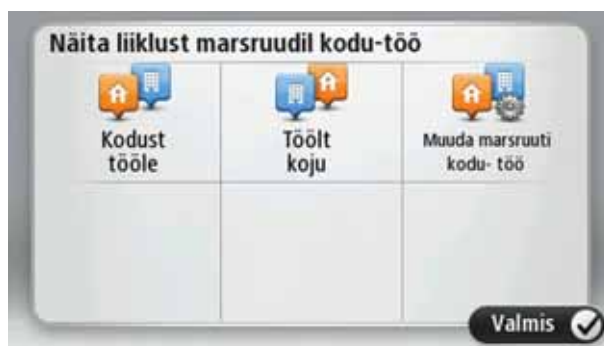 Näita liiklust marsruudil kodu-töö
Kodust
tööle
Töölt
koju
Muuda marsruuti
kodu- töö
Valmis